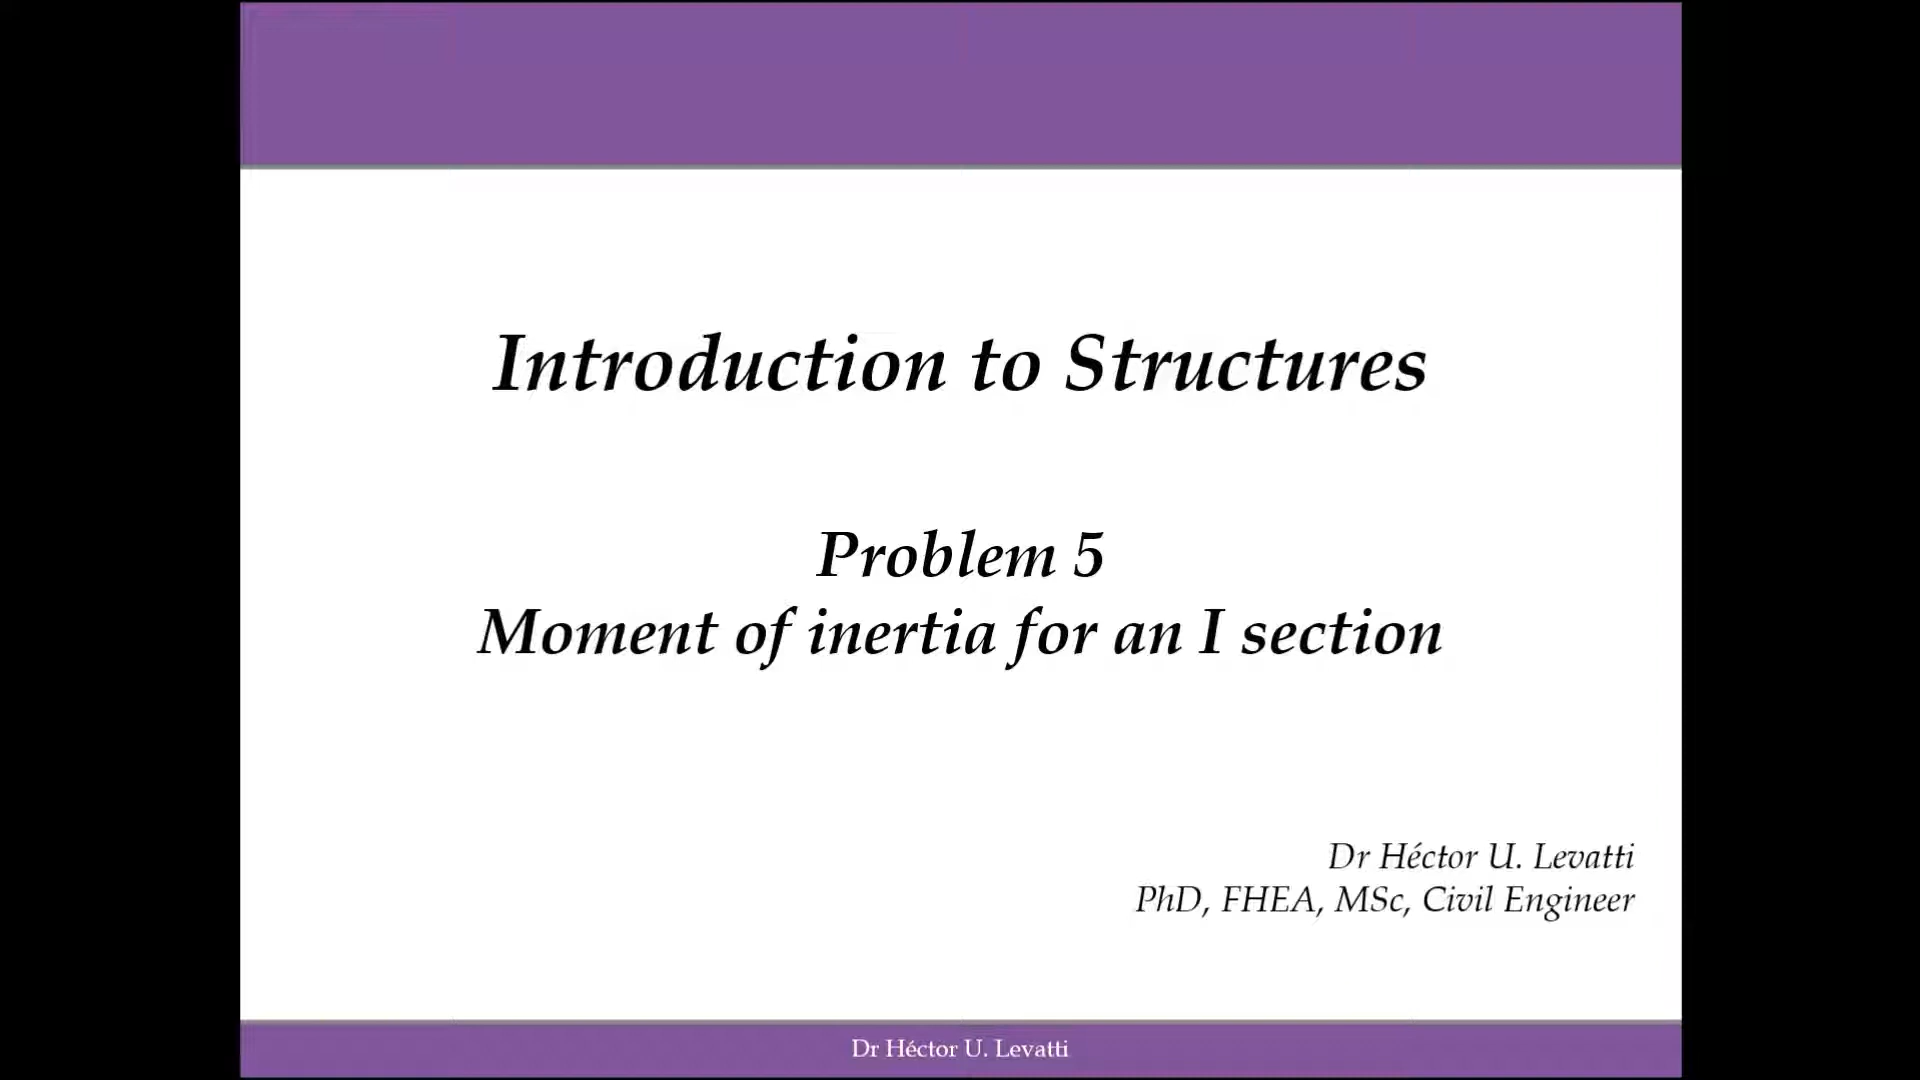 Introduction to Structures
Problem 5
Moment of inertia for an I section
Dr Héctor U. Levatti
PhD, FHEA, MSc, Civil Engineer
Dr Héctor U. Levatti